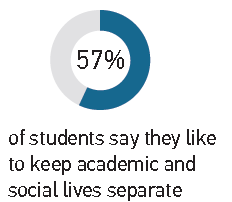 57%
of students say they like
to keep academic and
social lives separate